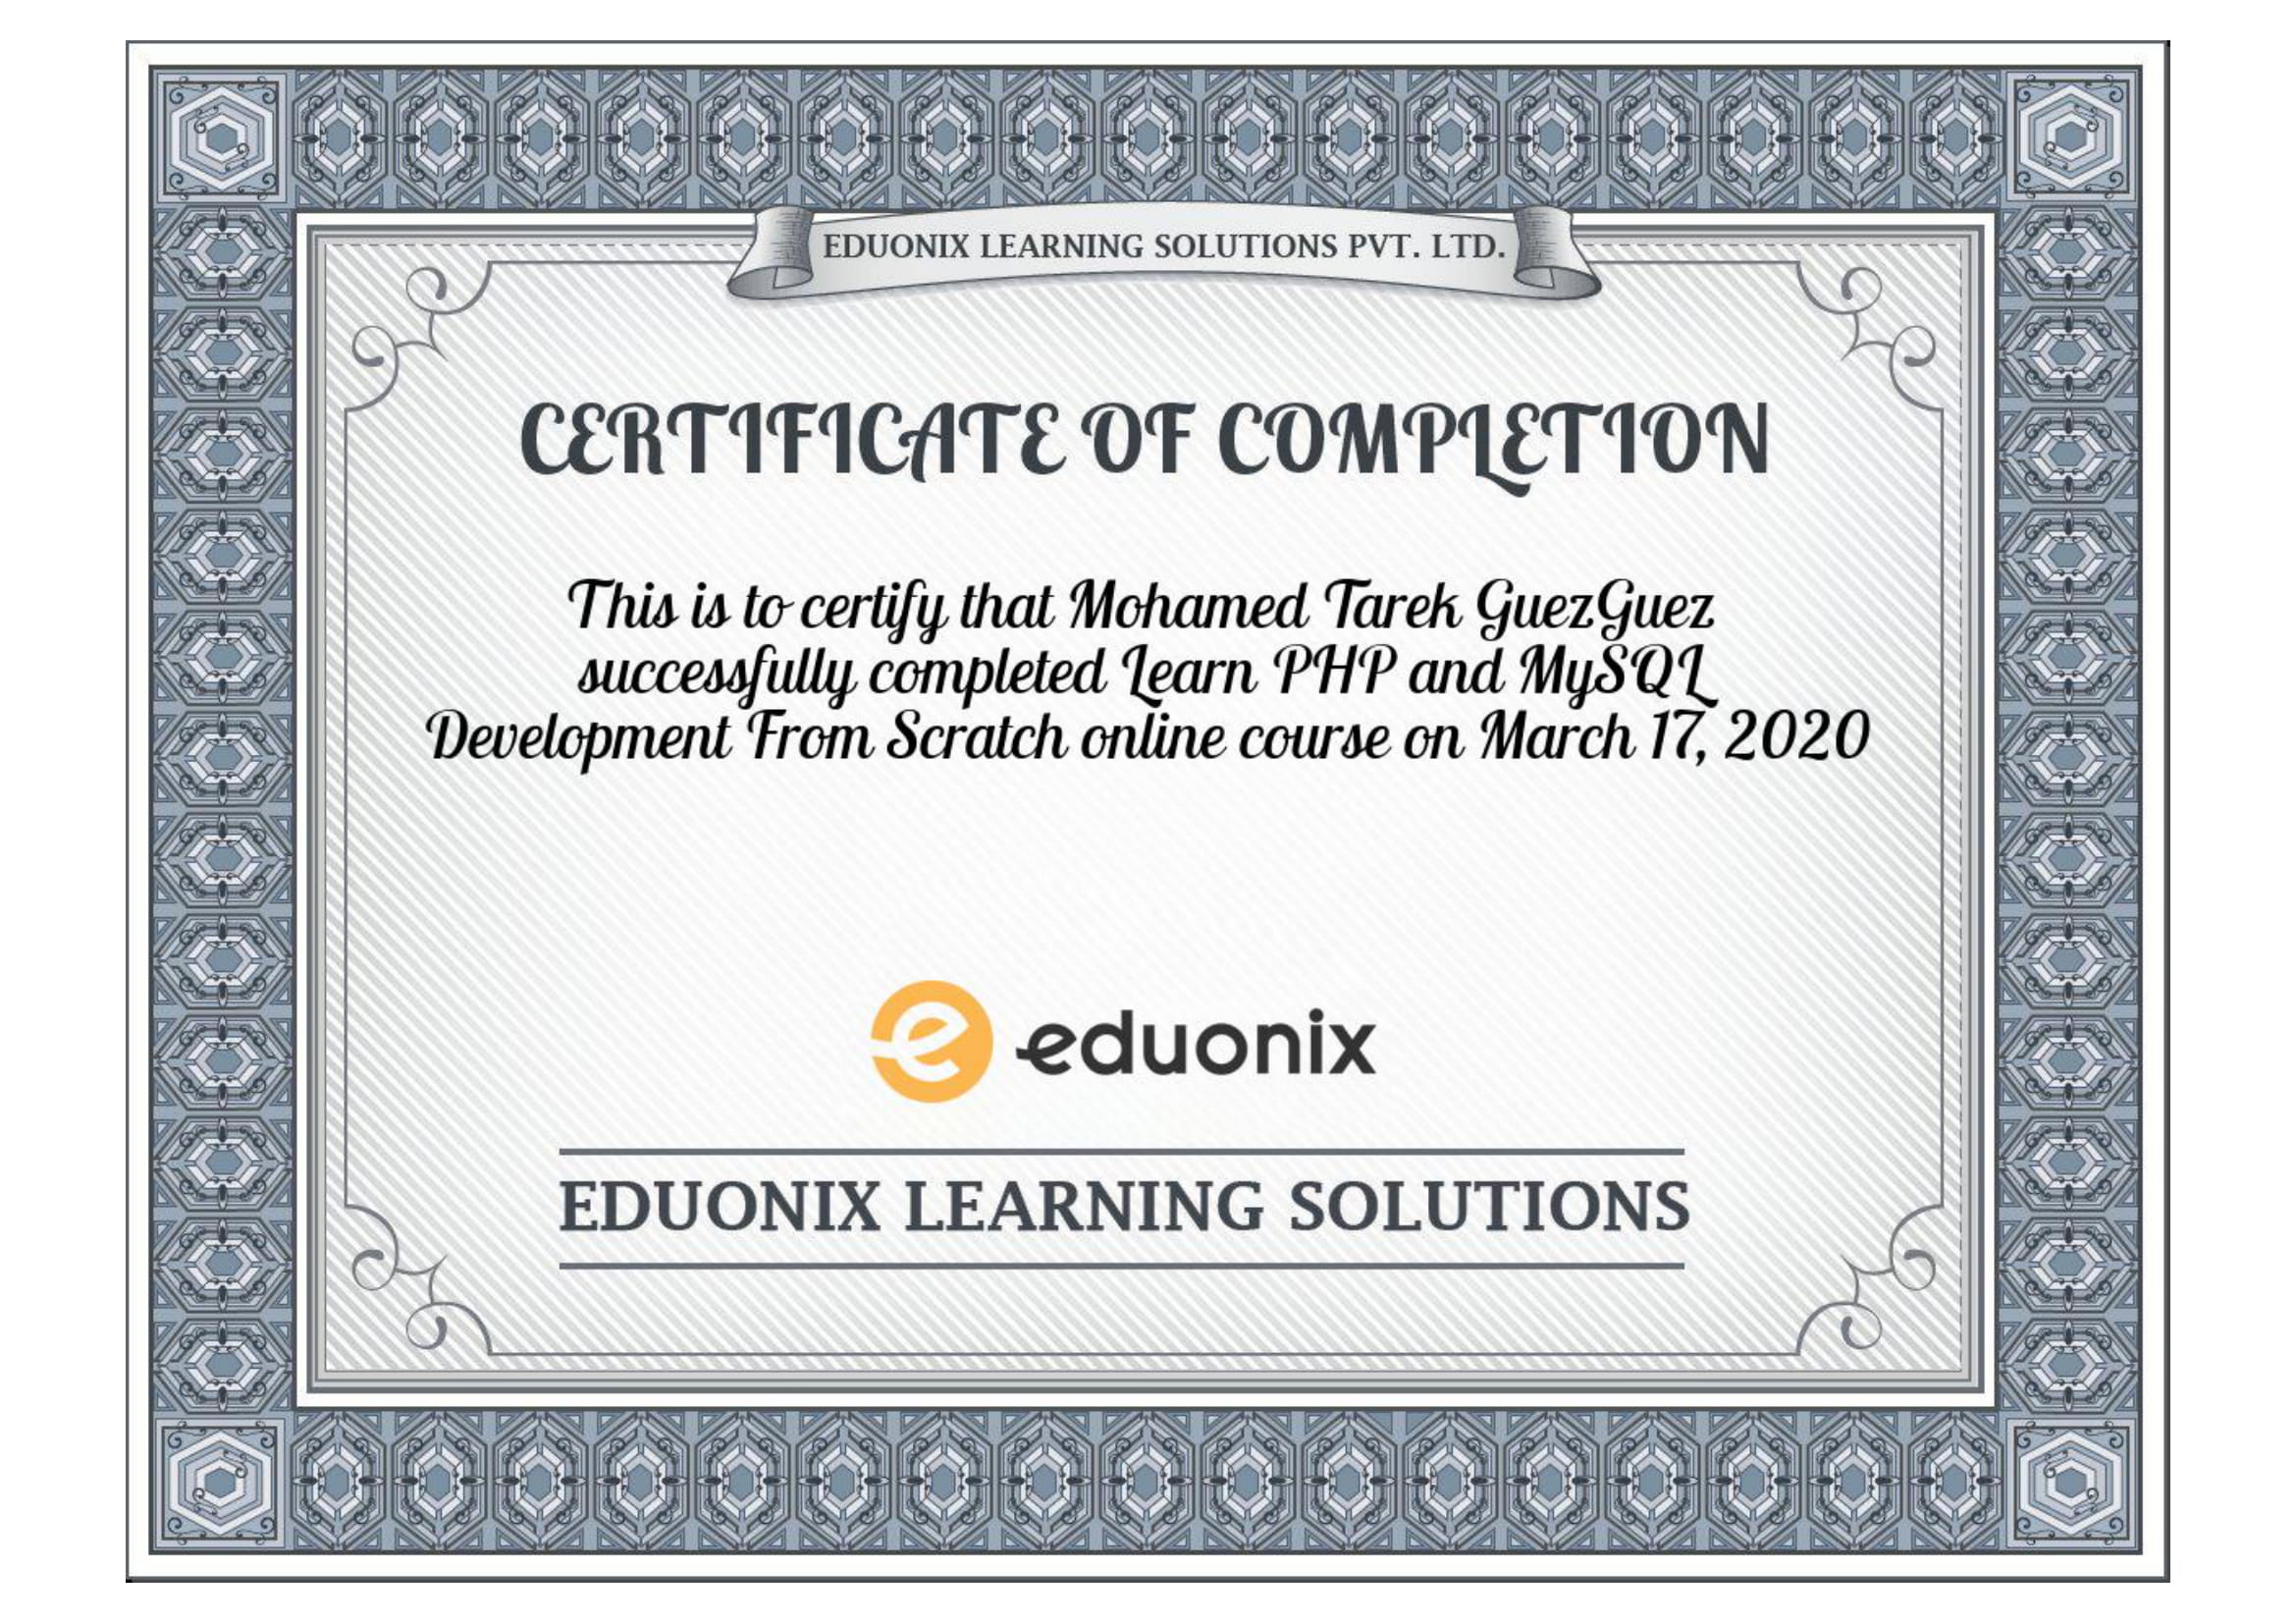 EDUONIX LEARNING SOLUTIONS PVT. LTD.
CERTIFICATE OF COMPLETION
This is to certify that Mohamed Tarek GuezGuez
successfully completed Learn PHP and MySQL
Development From Scratch online course on March 17, 2020
eduonix
EDUONIX LEARNING SOLUTIONS